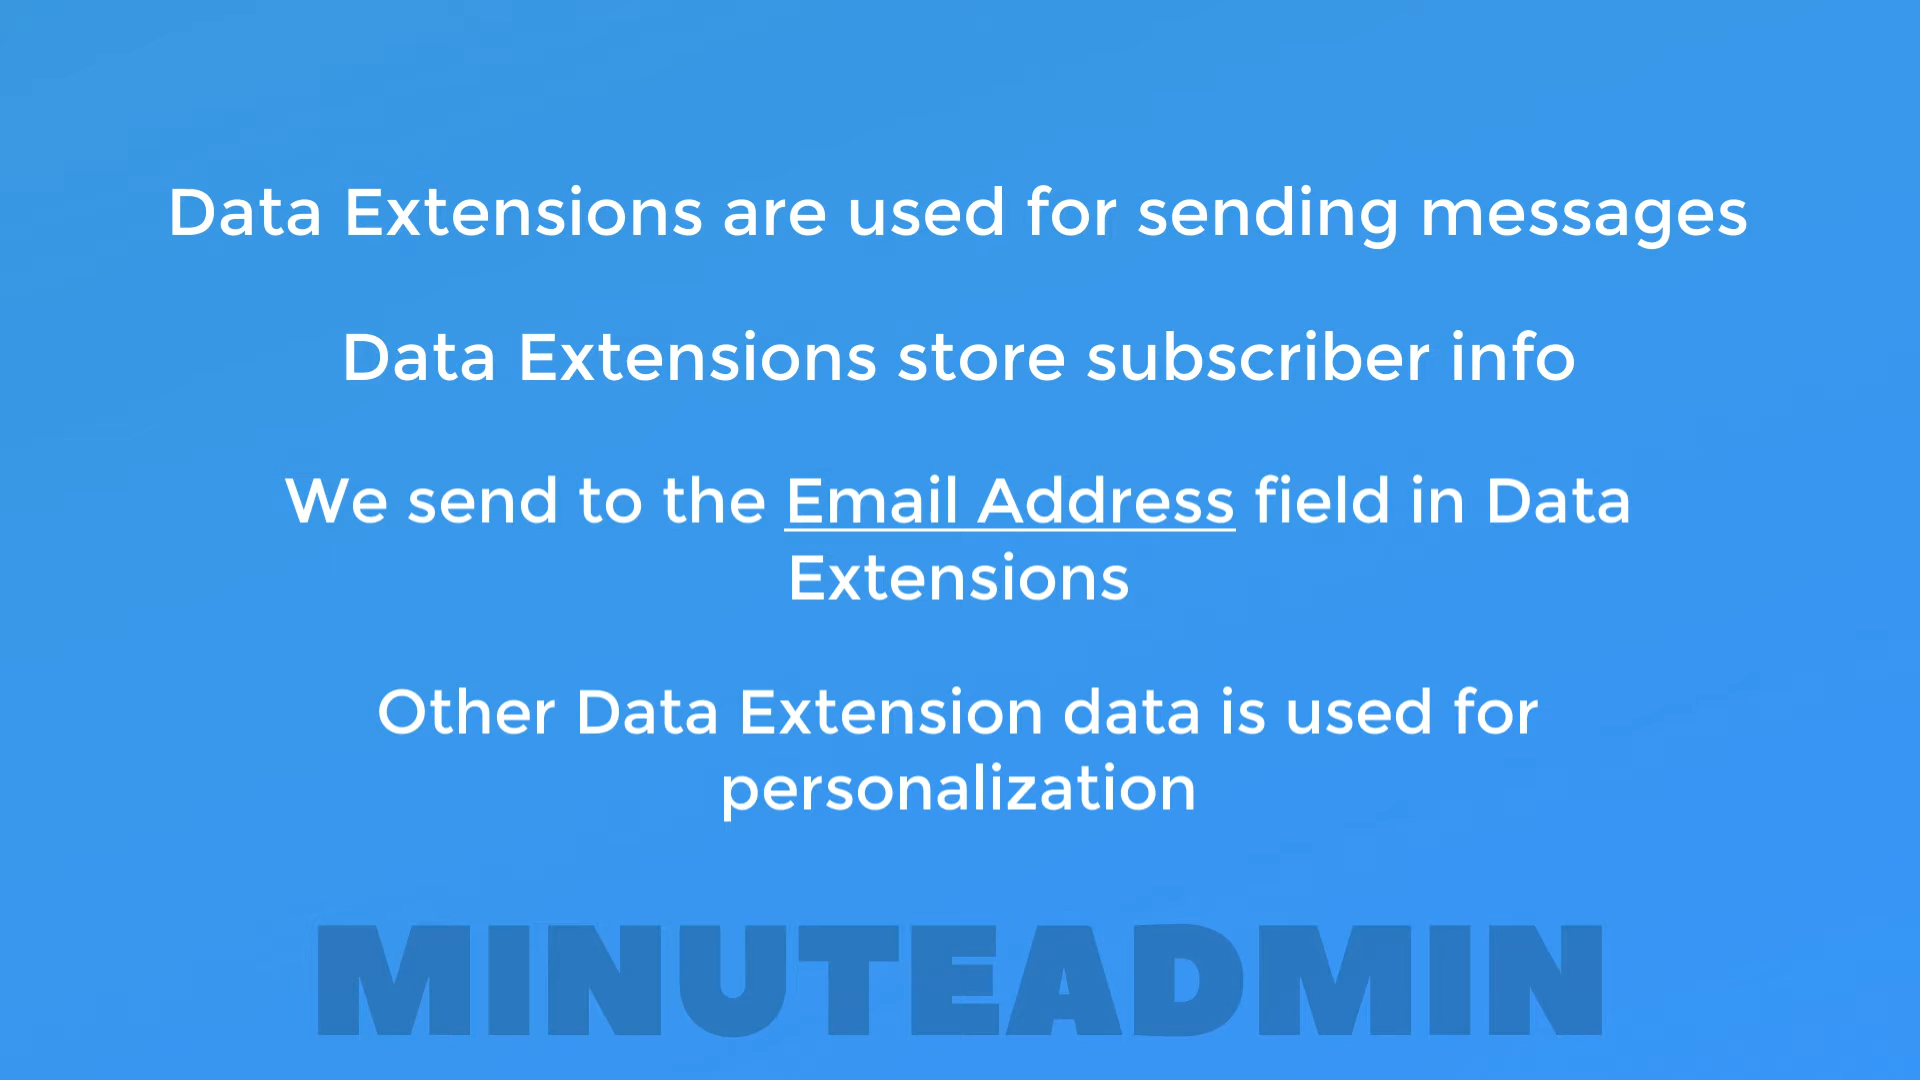 Data Extensions are used for sending messages
Data Extensions store subscriber info
We send to the Email Address field in Data
Extensions
Other Data Extension data is used for
personalization
MINUTEADMIN